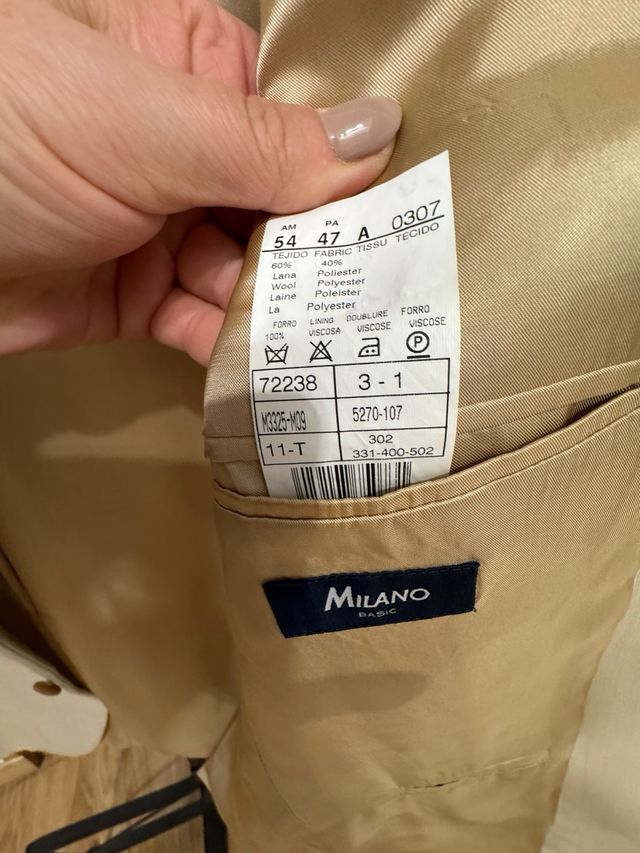 AM PA
54 47 A 0307
TEJIDO FABRIC TISSU TECIDO
60% 40%
Lana Poliester
Wool Polyester
Laine Poleister
La Polyester
FORRO LINING DOUBLURE FORRO
100% VISCOSA VISCOSE VISCOSE
P
72238 3 - 1
M3325-M09 5270-107
11-T 302
331-400-502
MILANO
BASIC